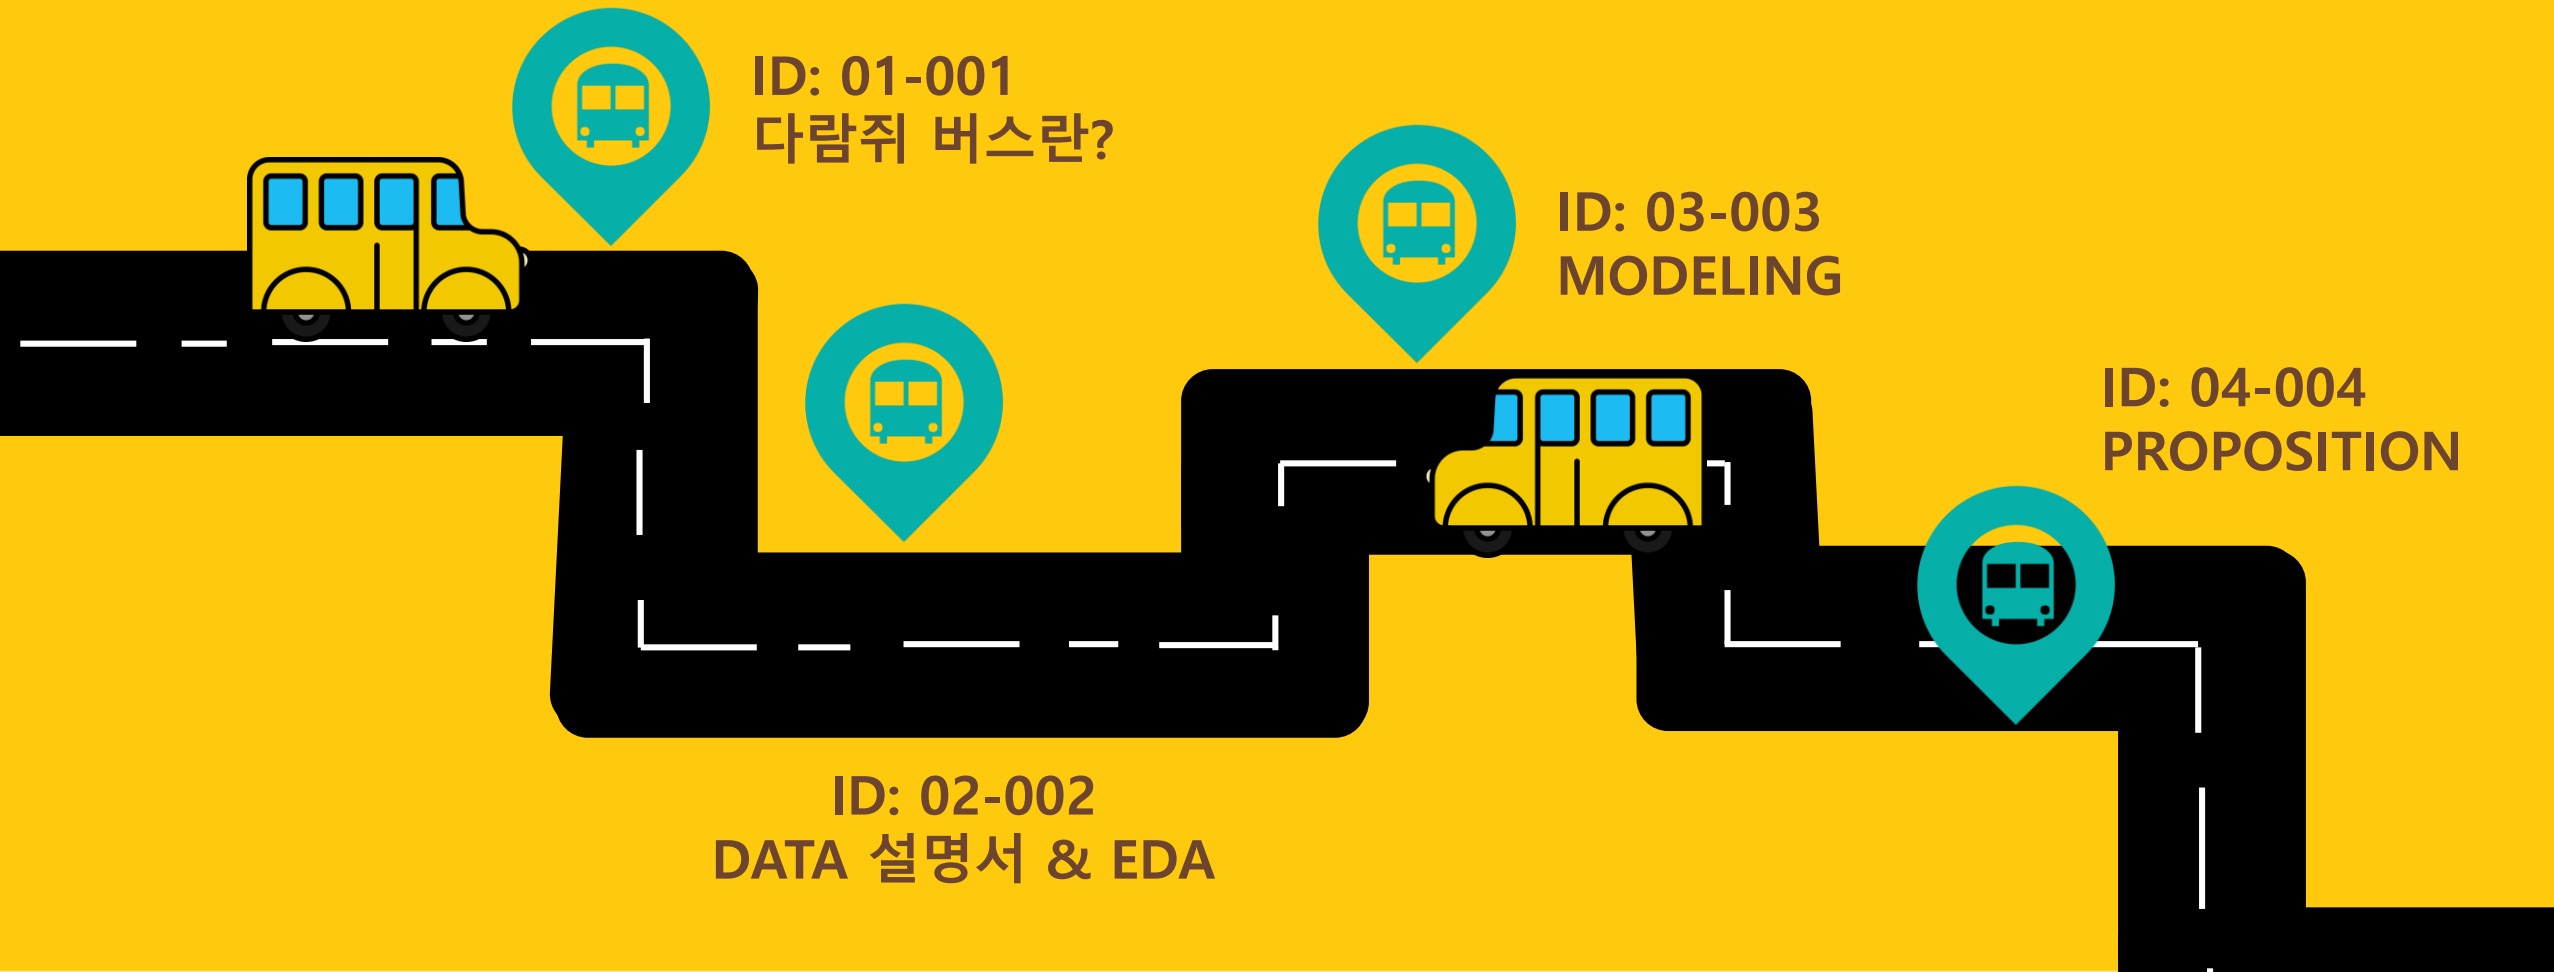 ID: 01-001
다람쥐 버스란?
ID: 02-002
DATA 설명서 & EDA
ID: 03-003
MODELING
ID: 04-004
PROPOSITION